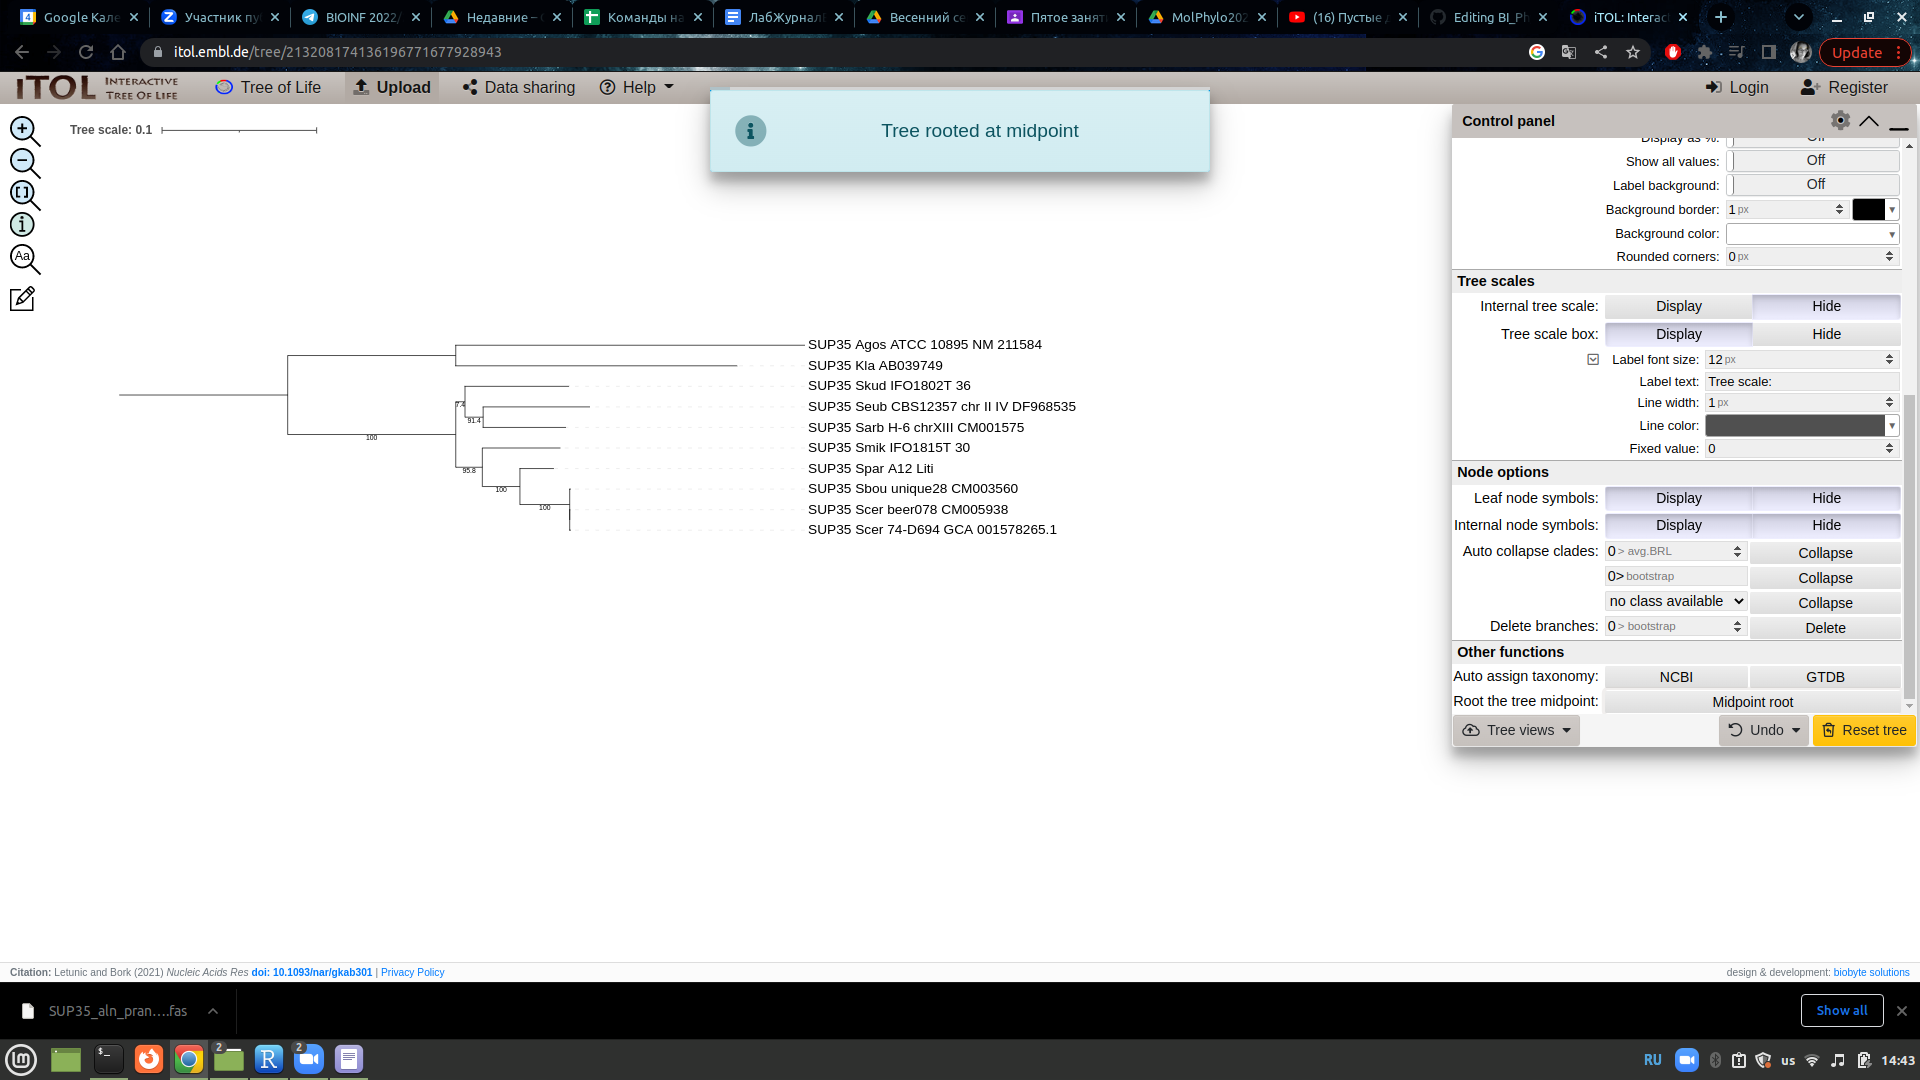 Google Кале
Участник пу
BIOINF 2022/
Недавние –
Команды на
ЛабЖурнал
Весенний се
Пятое занят
MolPhylo202
(16) Пустые
Editing BI_Ph
iTOL: Interac
itol.embl.de/tree/213208174136196771677928943
Update
iTOL INTERACTIVE TREE OF LIFE
Tree of Life
Upload
Data sharing
Help
Login
Register
Tree rooted at midpoint
Tree scale: 0.1
Aa
SUP35 Agos ATCC 10895 NM 211584
SUP35 Kla AB039749
SUP35 Skud IFO1802T 36
SUP35 Seub CBS12357 chr II IV DF968535
SUP35 Sarb H-6 chrXIII CM001575
SUP35 Smik IFO1815T 30
SUP35 Spar A12 Liti
SUP35 Sbou unique28 CM003560
SUP35 Scer beer078 CM005938
SUP35 Scer 74-D694 GCA 001578265.1
91.4
100
95.8
100
100
Control panel
Display as %: Off
Show all values: Off
Label background: Off
Background border: 1 px
Background color:
Rounded corners: 0 px
Tree scales
Internal tree scale: Display Hide
Tree scale box: Display Hide
Label font size: 12 px
Label text: Tree scale:
Line width: 1 px
Line color:
Fixed value: 0
Node options
Leaf node symbols: Display Hide
Internal node symbols: Display Hide
Auto collapse clades: 0 > avg.BRL Collapse
0> bootstrap Collapse
no class available Collapse
Delete branches: 0 > bootstrap Delete
Other functions
Auto assign taxonomy: NCBI GTDB
Root the tree midpoint: Midpoint root
Tree views
Undo
Reset tree
Citation: Letunic and Bork (2021) Nucleic Acids Res doi: 10.1093/nar/gkab301 | Privacy Policy
design & development: biobyte solutions
SUP35_aln_pran....fas
Show all
2
2
RU
us
14:43